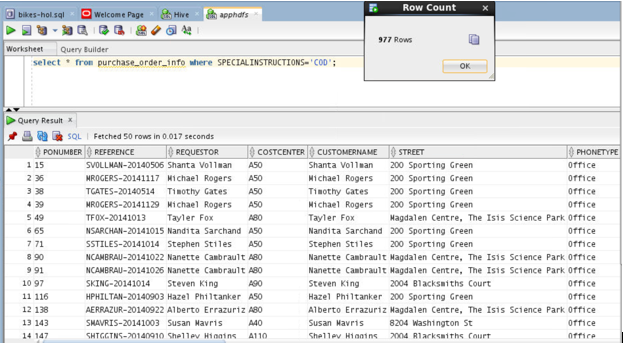 bikes-hol.sql Welcome Page Hive apphdfs
Row Count
977 Rows
OK
Worksheet Query Builder
select * from purchase_order_info where SPECIALINSTRUCTIONS='COD';
Query Result
SQL | Fetched 50 rows in 0.017 seconds
PONUMBER REFERENCE REQUESTOR COSTCENTER CUSTOMERNAME STREET PHONETYPE
1 15 SVOLLMAN-20140506 Shanta Vollman A50 Shanta Vollman 200 Sporting Green Office
2 36 MROGERS-20141117 Michael Rogers A50 Michael Rogers 200 Sporting Green Office
3 38 TGATES-20140514 Timothy Gates A50 Timothy Gates 200 Sporting Green Office
4 39 MROGERS-20141129 Michael Rogers A50 Michael Rogers 200 Sporting Green Office
5 49 TFOX-20141013 Tayler Fox A80 Tayler Fox Magdalen Centre, The Isis Science Park Office
6 65 NSARCHAN-20141015 Nandita Sarchand A50 Nandita Sarchand 200 Sporting Green Office
7 71 SSTILES-20141014 Stephen Stiles A50 Stephen Stiles 200 Sporting Green Office
8 90 NCAMBRAU-20141022 Nanette Cambrault A80 Nanette Cambrault Magdalen Centre, The Isis Science Park Office
9 91 NCAMBRAU-20141026 Nanette Cambrault A80 Nanette Cambrault Magdalen Centre, The Isis Science Park Office
10 97 SKING-20141014 Steven King A90 Steven King 2004 Blacksmiths Court Office
11 116 HPHILTAN-20140903 Hazel Philtanker A50 Hazel Philtanker 200 Sporting Green Office
12 138 AERRAZUR-20140922 Alberto Errazuriz A80 Alberto Errazuriz Magdalen Centre, The Isis Science Park Office
13 143 SMAVRIS-20141003 Susan Mavris A40 Susan Mavris 8204 Washington St Office
14 147 SHIGGINS-20140910 Shelley Higgins A110 Shelley Higgins 2004 Blacksmiths Court Office